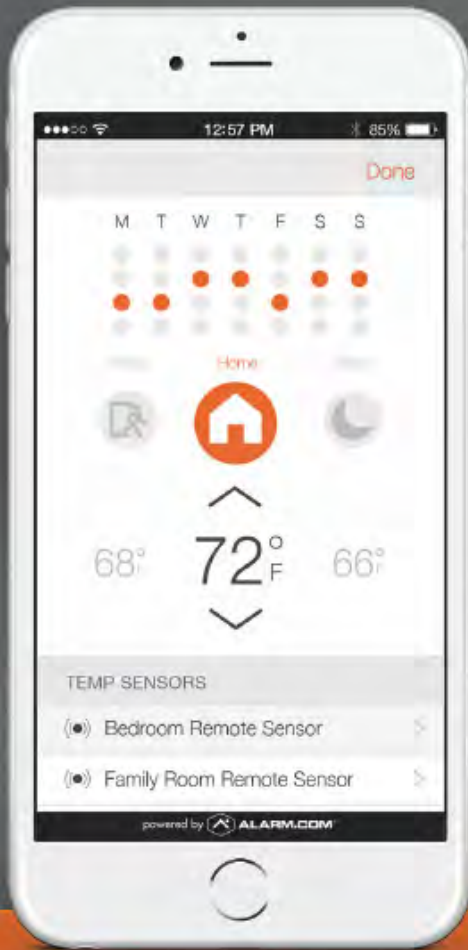 12:57 PM 85%
Done
M T W T F S S
Home
68° 72°F 66°
TEMP SENSORS
Bedroom Remote Sensor
Family Room Remote Sensor
powered by ALARM.COM